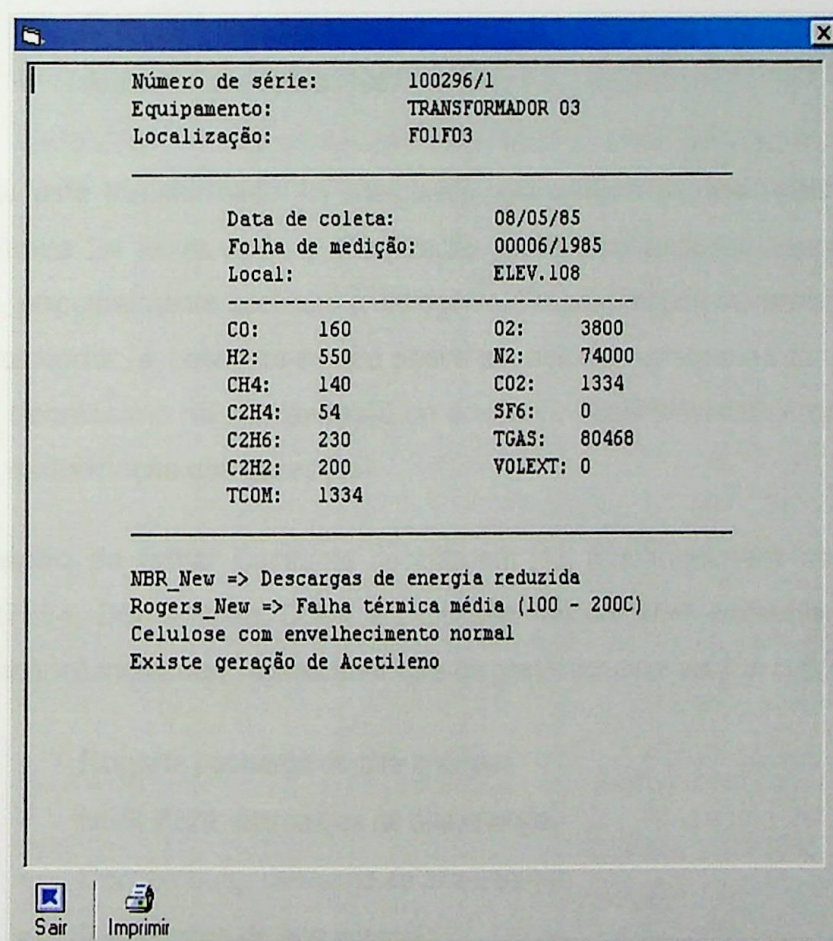 Número de série: 100296/1
Equipamento: TRANSFORMADOR 03
Localização: F01F03
Data de coleta: 08/05/85
Folha de medição: 00006/1985
Local: ELEV.108
CO: 160 O2: 3800
H2: 550 N2: 74000
CH4: 140 CO2: 1334
C2H4: 54 SF6: 0
C2H6: 230 TGAS: 80468
C2H2: 200 VOLEXT: 0
TCOM: 1334
NBR_New => Descargas de energia reduzida
Rogers_New => Falha térmica média (100 - 200C)
Celulose com envelhecimento normal
Existe geração de Acetileno
Sair Imprimir